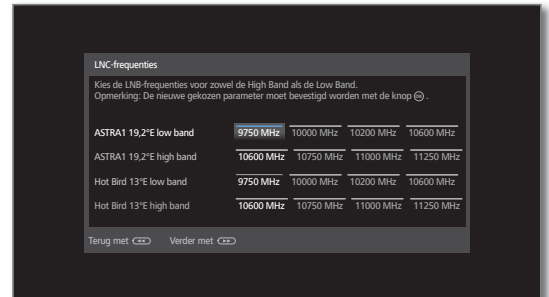 LNC-frequenties
Kies de LNB-frequenties voor zowel de High Band als de Low Band.
Opmerking: De nieuwe gekozen parameter moet bevestigd worden met de knop OK .
ASTRA1 19,2°E low band 9750 MHz 10000 MHz 10200 MHz 10600 MHz
ASTRA1 19,2°E high band 10600 MHz 10750 MHz 11000 MHz 11250 MHz
Hot Bird 13°E low band 9750 MHz 10000 MHz 10200 MHz 10600 MHz
Hot Bird 13°E high band 10600 MHz 10750 MHz 11000 MHz 11250 MHz
Terug met ◀◀ Verder met ▶▶